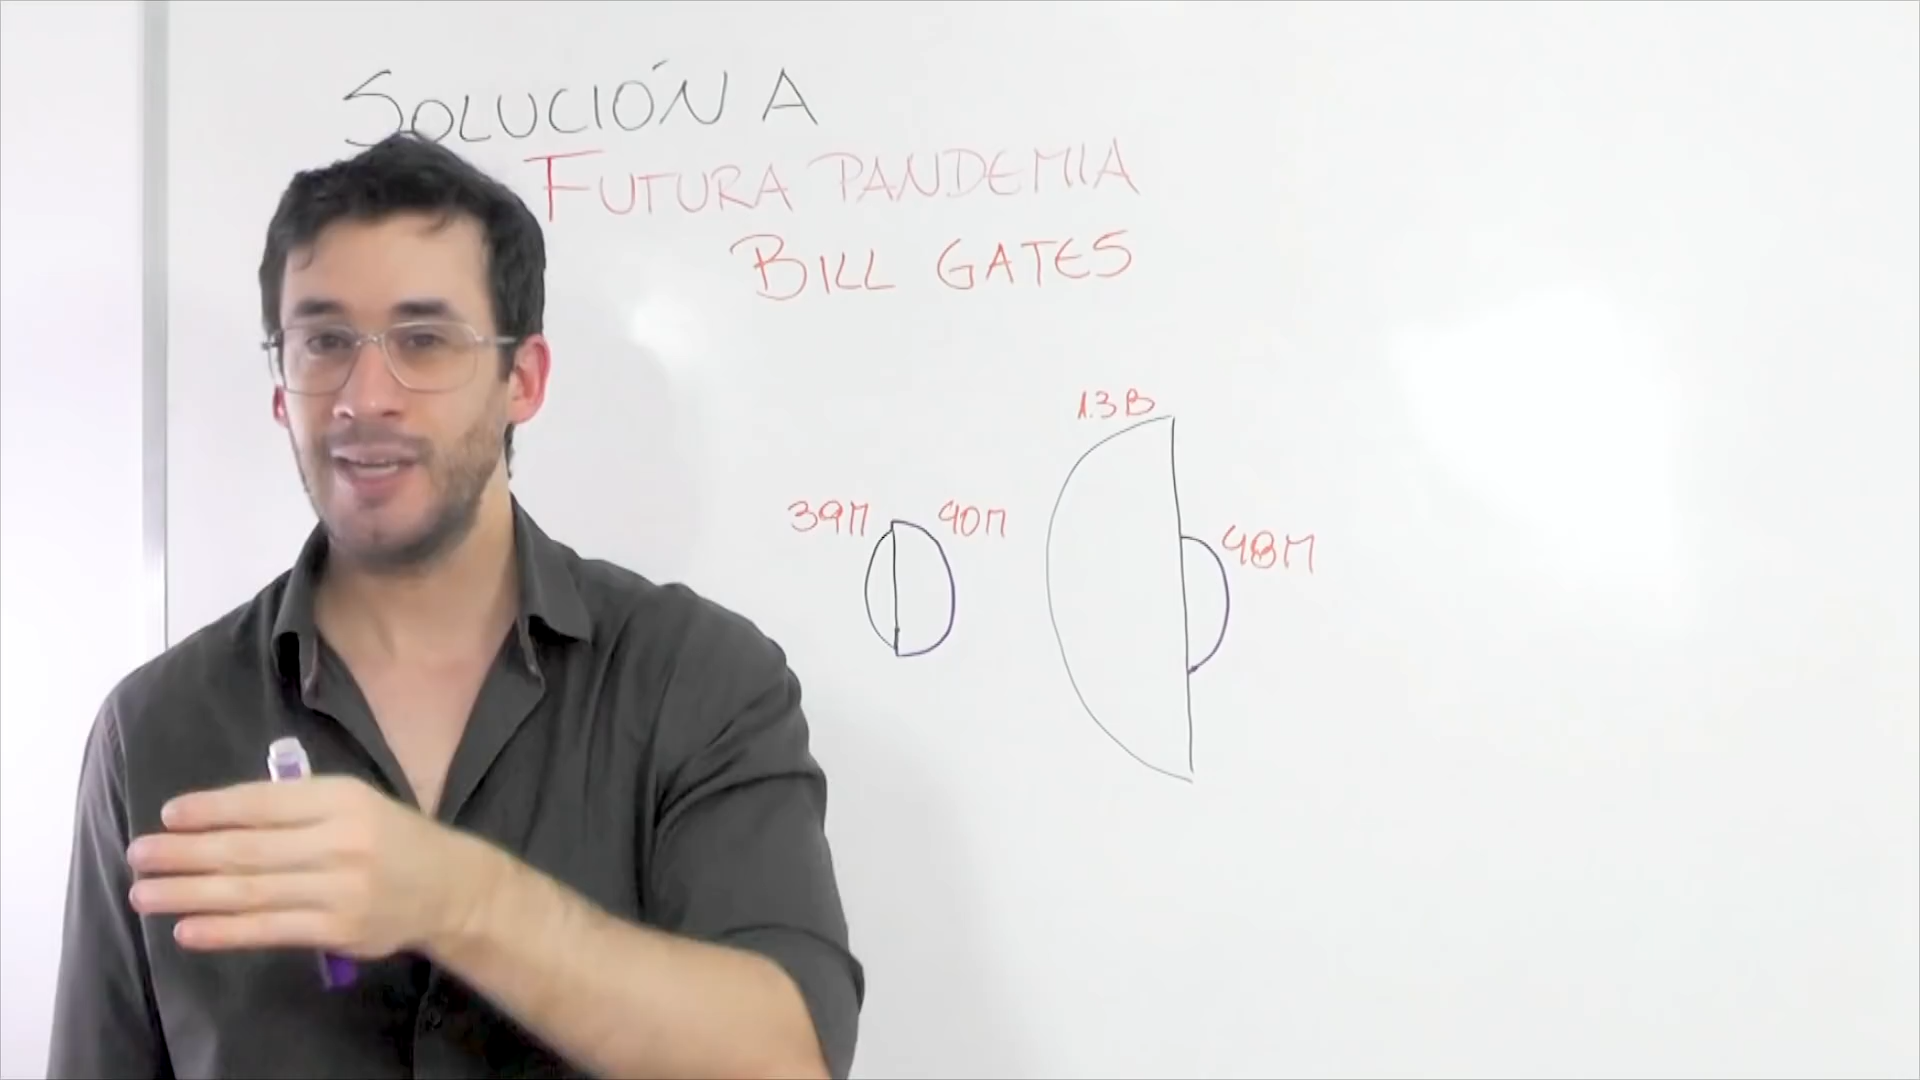 SOLUCIÓN A
FUTURA PANDEMIA
BILL GATES
1.3B
39M
40M
48M